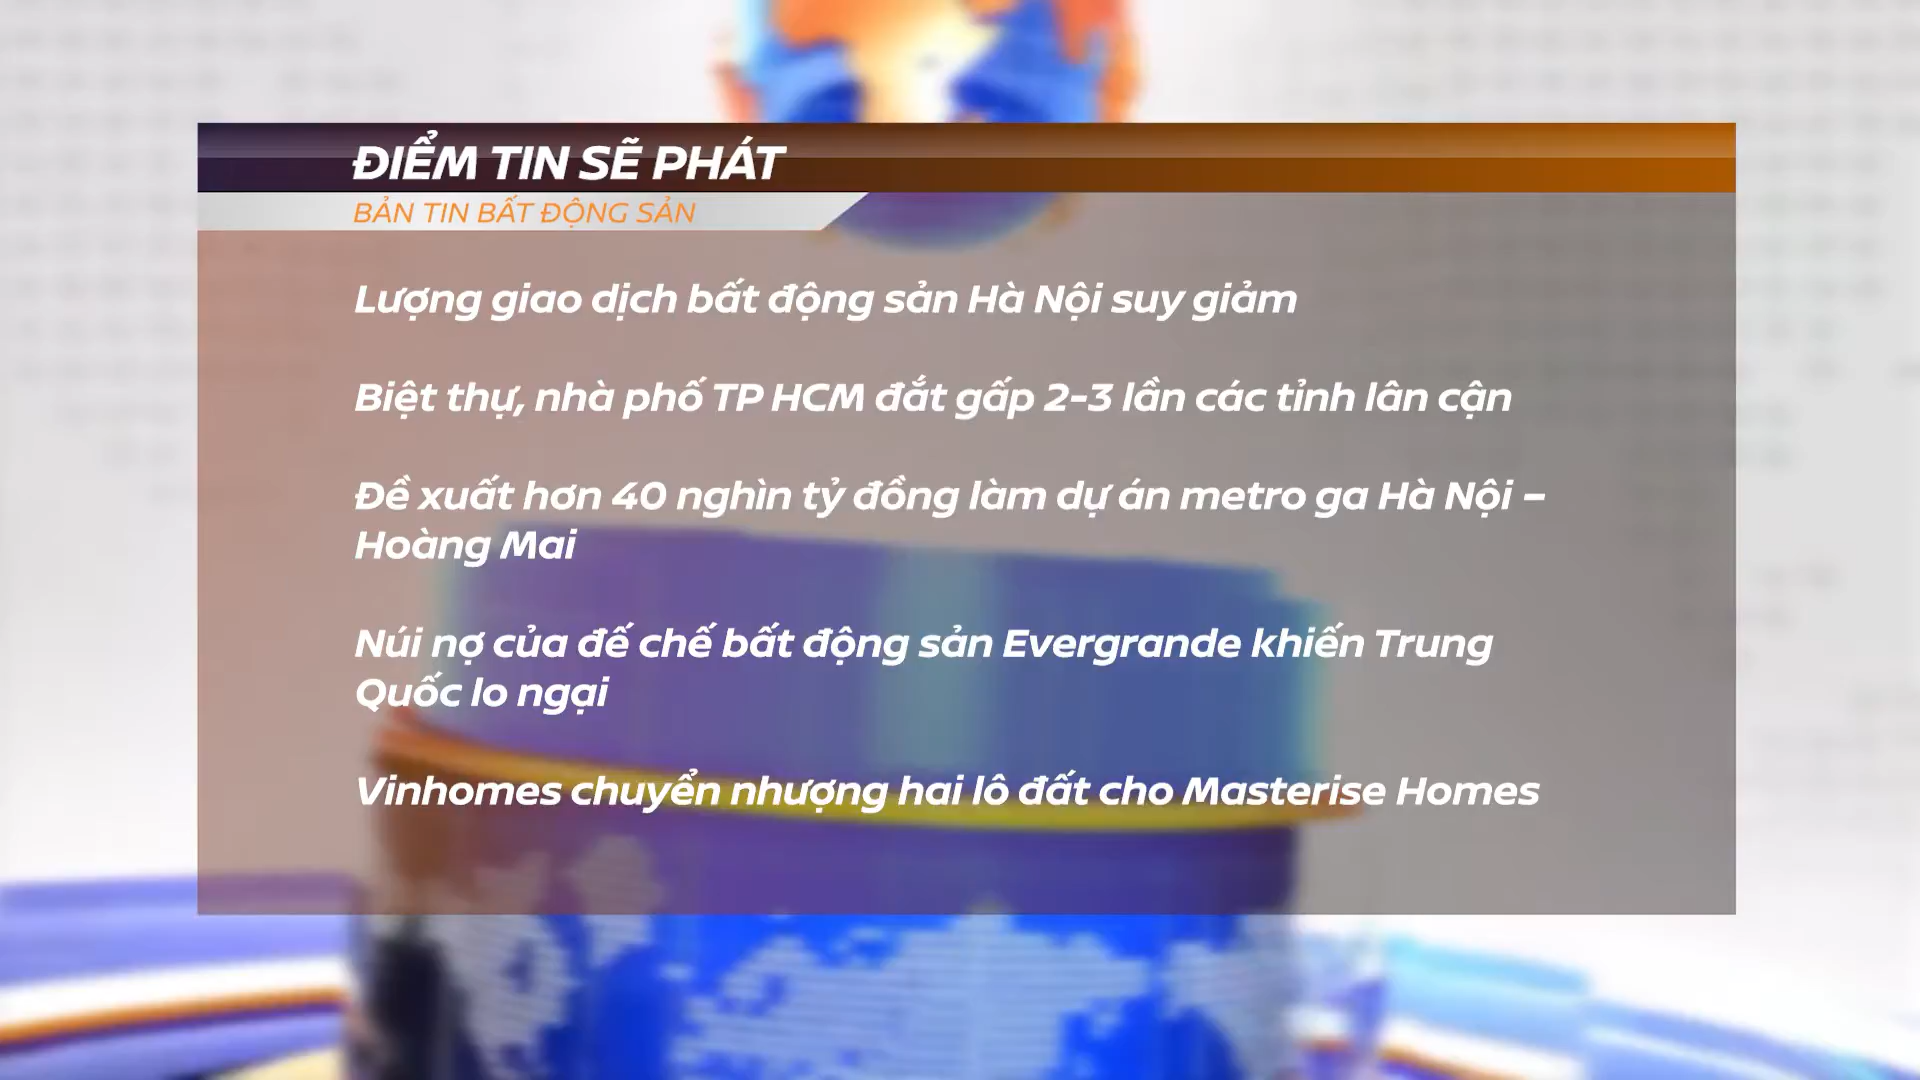 ĐIỂM TIN SẼ PHÁT
BẢN TIN BẤT ĐỘNG SẢN
Lượng giao dịch bất động sản Hà Nội suy giảm
Biệt thự, nhà phố TP HCM đắt gấp 2-3 lần các tỉnh lân cận
Đề xuất hơn 40 nghìn tỷ đồng làm dự án metro ga Hà Nội –
Hoàng Mai
Núi nợ của đế chế bất động sản Evergrande khiến Trung
Quốc lo ngại
Vinhomes chuyển nhượng hai lô đất cho Masterise Homes